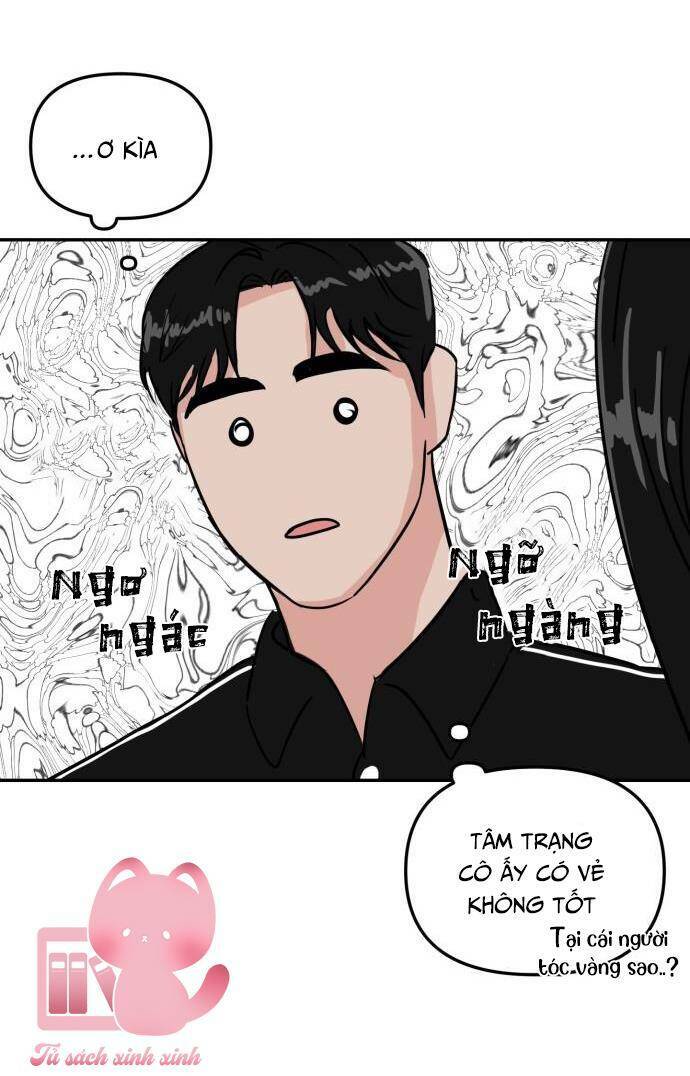 ...Ơ KÌA
Ngơ
ngác
Ngỡ
ngàng
TÂM TRẠNG
CÔ ẤY CÓ VẺ
KHÔNG TỐT
Tại cái người
tóc vàng sao..?
Tủ sách xinh xinh